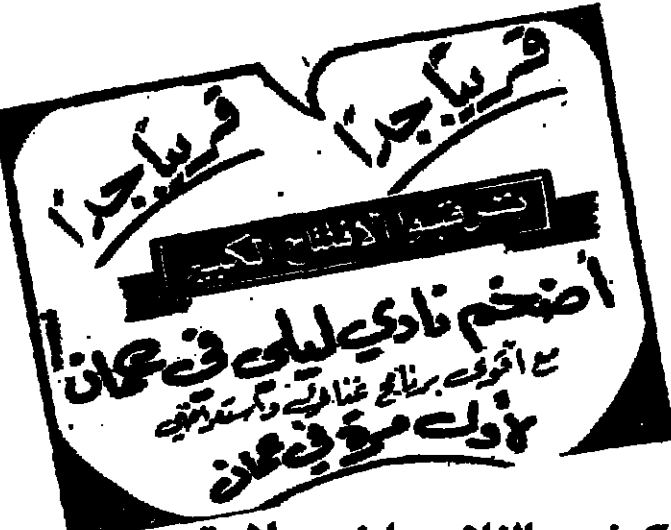 قريباً جداً
قريباً جداً
ترقبوا الافتتاح الكبير
أضخم نادي ليلي في عمان
مع أقوى برنامج غنائي واستعراضي
لأول مرة في عمان